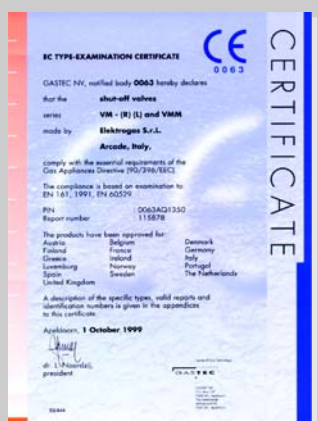 CE
EC TYPE-EXAMINATION CERTIFICATE
0063
GASTEC NV, notified body 0063 hereby declares
that the shut-off valves
series VM - (R) (L) and VMM
made by Elektrogas S.r.L.
Arcade, Italy,
comply with the essential requirements of the
Gas Appliances Directive (90/396/EEC)
The compliance is based on examination to:
EN 161, 1991, EN 60529
PIN : 0063AQ1350
Report number : 115878
The products have been approved for:
Austria Belgium Denmark
Finland France Germany
Greece Ireland Italy
Luxemburg Norway Portugal
Spain Sweden The Netherlands
United Kingdom
A description of the specific types, valid reports and
identification numbers is given in the appendices
to this certificate.
Apeldoorn, 1 October 1999
president
GASTEC
CERTIFICATE